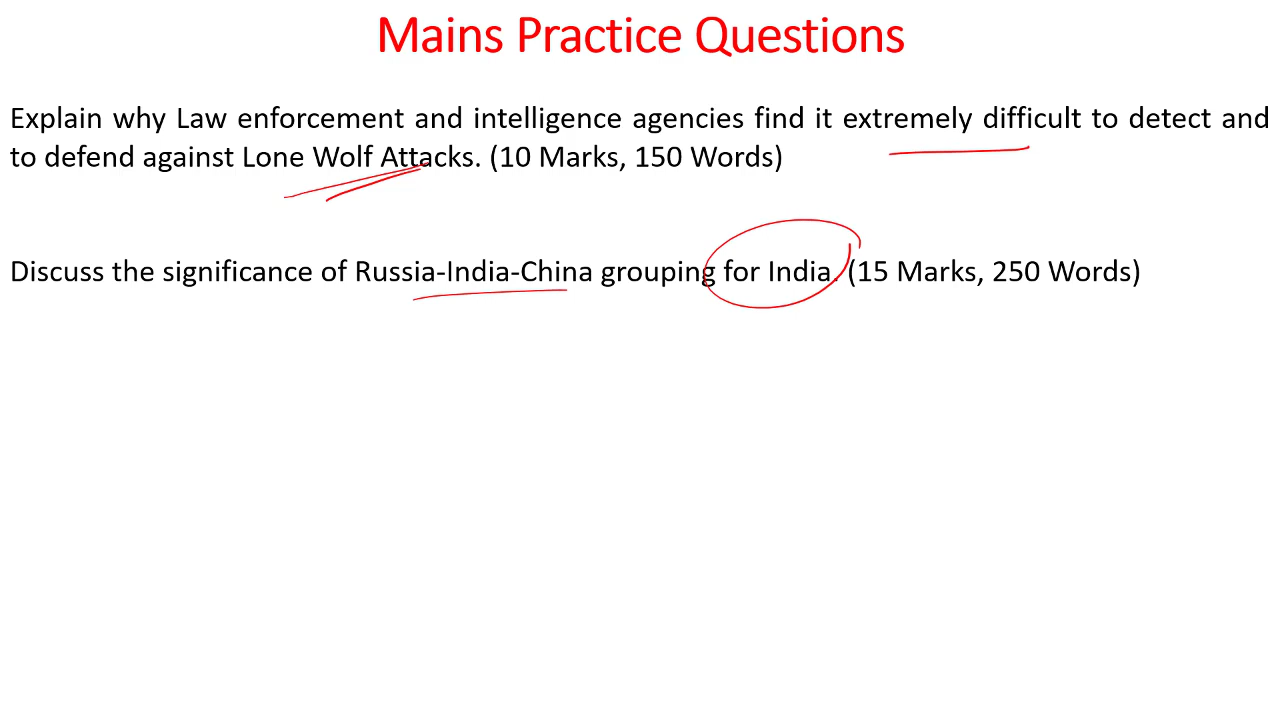 Mains Practice Questions
Explain why Law enforcement and intelligence agencies find it extremely difficult to detect and
to defend against Lone Wolf Attacks. (10 Marks, 150 Words)
Discuss the significance of Russia-India-China grouping for India. (15 Marks, 250 Words)